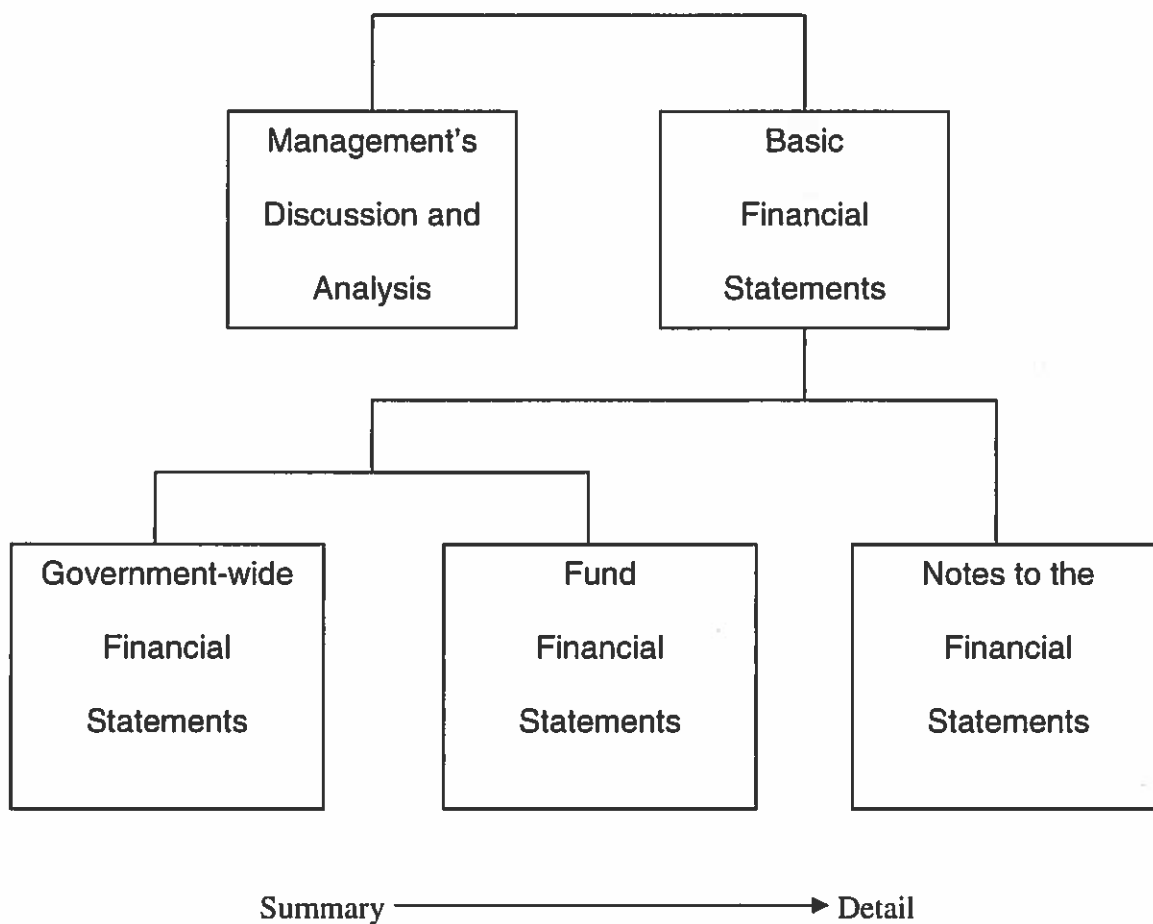 Management's
Discussion and
Analysis
Basic
Financial
Statements
Government-wide
Financial
Statements
Fund
Financial
Statements
Notes to the
Financial
Statements
Summary
Detail